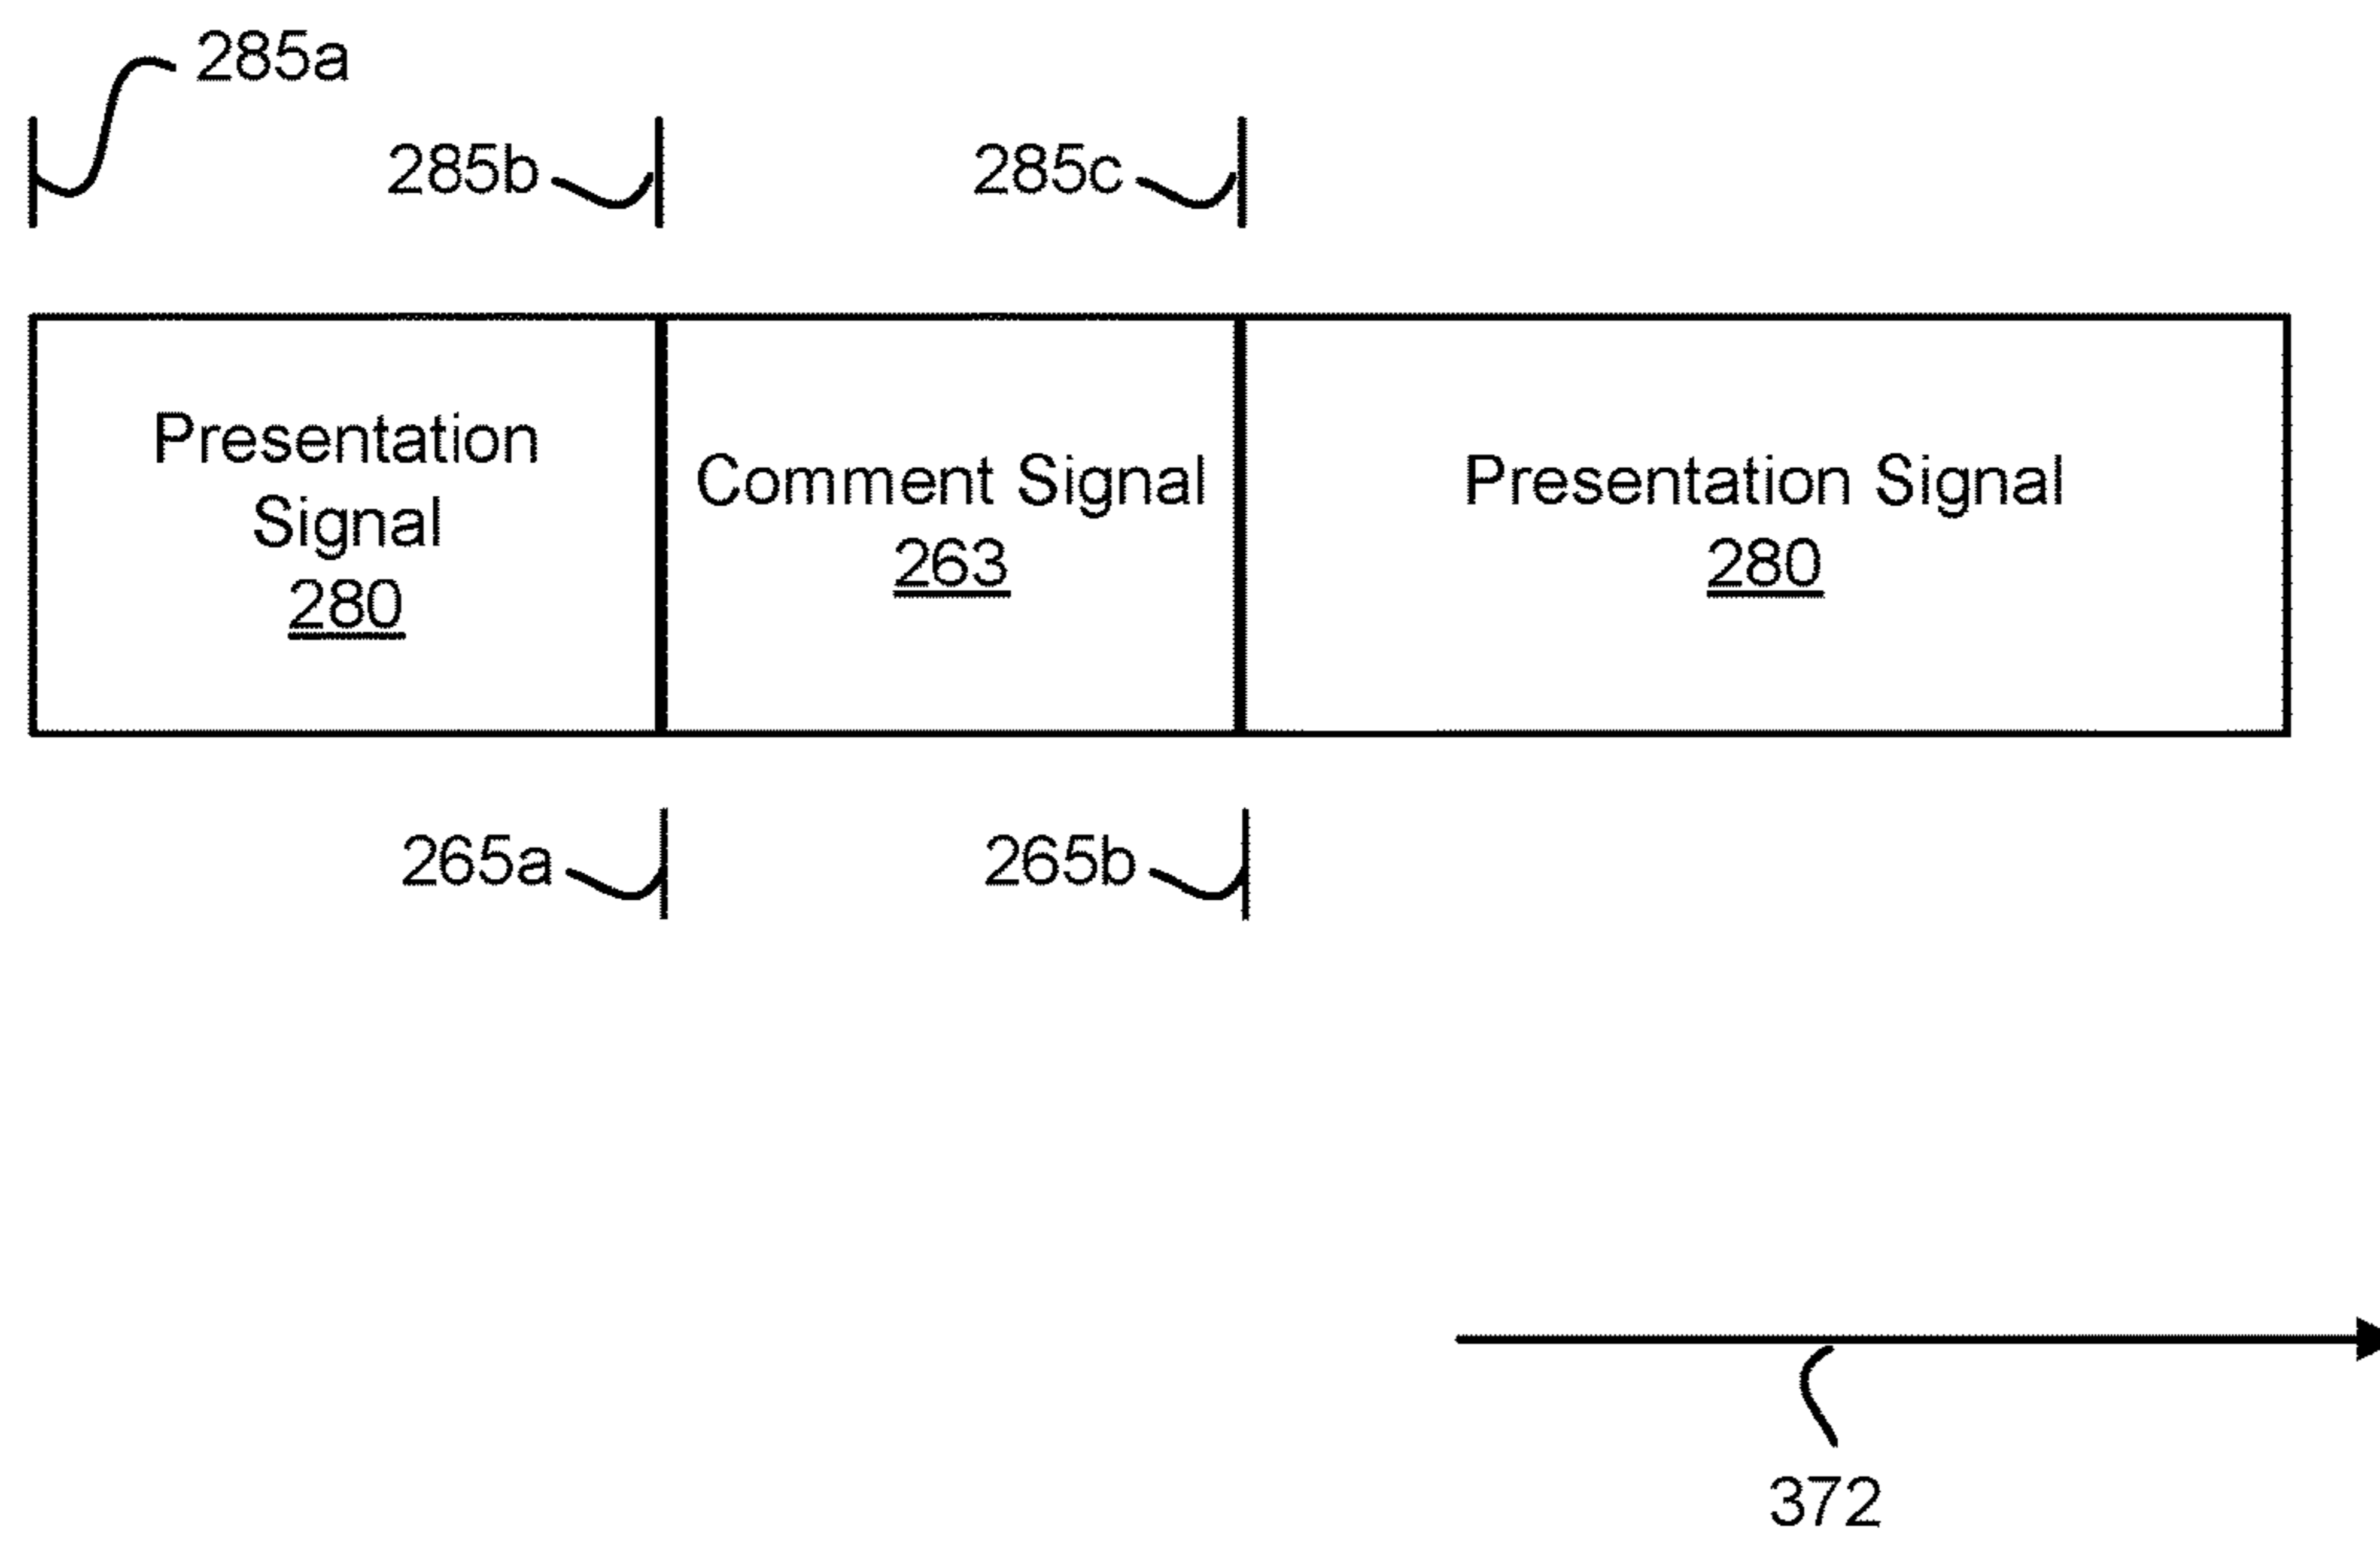 285a
285b
285c
Presentation
Signal
280
Comment Signal
263
Presentation Signal
280
265a
265b
372